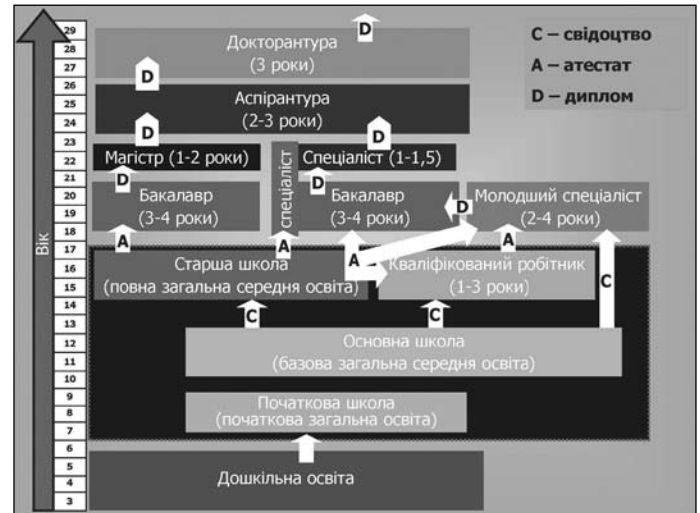 29
28
27
26
25
24
23
22
21
20
19
18
17
16
15
14
13
12
11
10
9
8
7
6
5
4
3
Вік
С – свідоцтво
А – атестат
D – диплом
D
Докторантура
(3 роки)
D
Аспірантура
(2-3 роки)
D
D
Магістр (1-2 роки)
спеціаліст
Спеціаліст (1-1,5)
D
D
Бакалавр
(3-4 роки)
Бакалавр
(3-4 роки)
D
Молодший спеціаліст
(2-4 роки)
А
А
А
А
Старша школа
(повна загальна середня освіта)
Кваліфікований робітник
(1-3 роки)
С
С
С
Основна школа
(базова загальна середня освіта)
Початкова школа
(початкова загальна освіта)
Дошкільна освіта